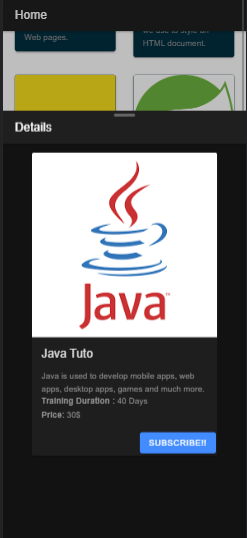 Home
Web pages.
we use to style an
HTML document.
Details
Java™
Java Tuto
Java is used to develop mobile apps, web
apps, desktop apps, games and much more.
Training Duration : 40 Days
Price: 30$
SUBSCRIBE!!